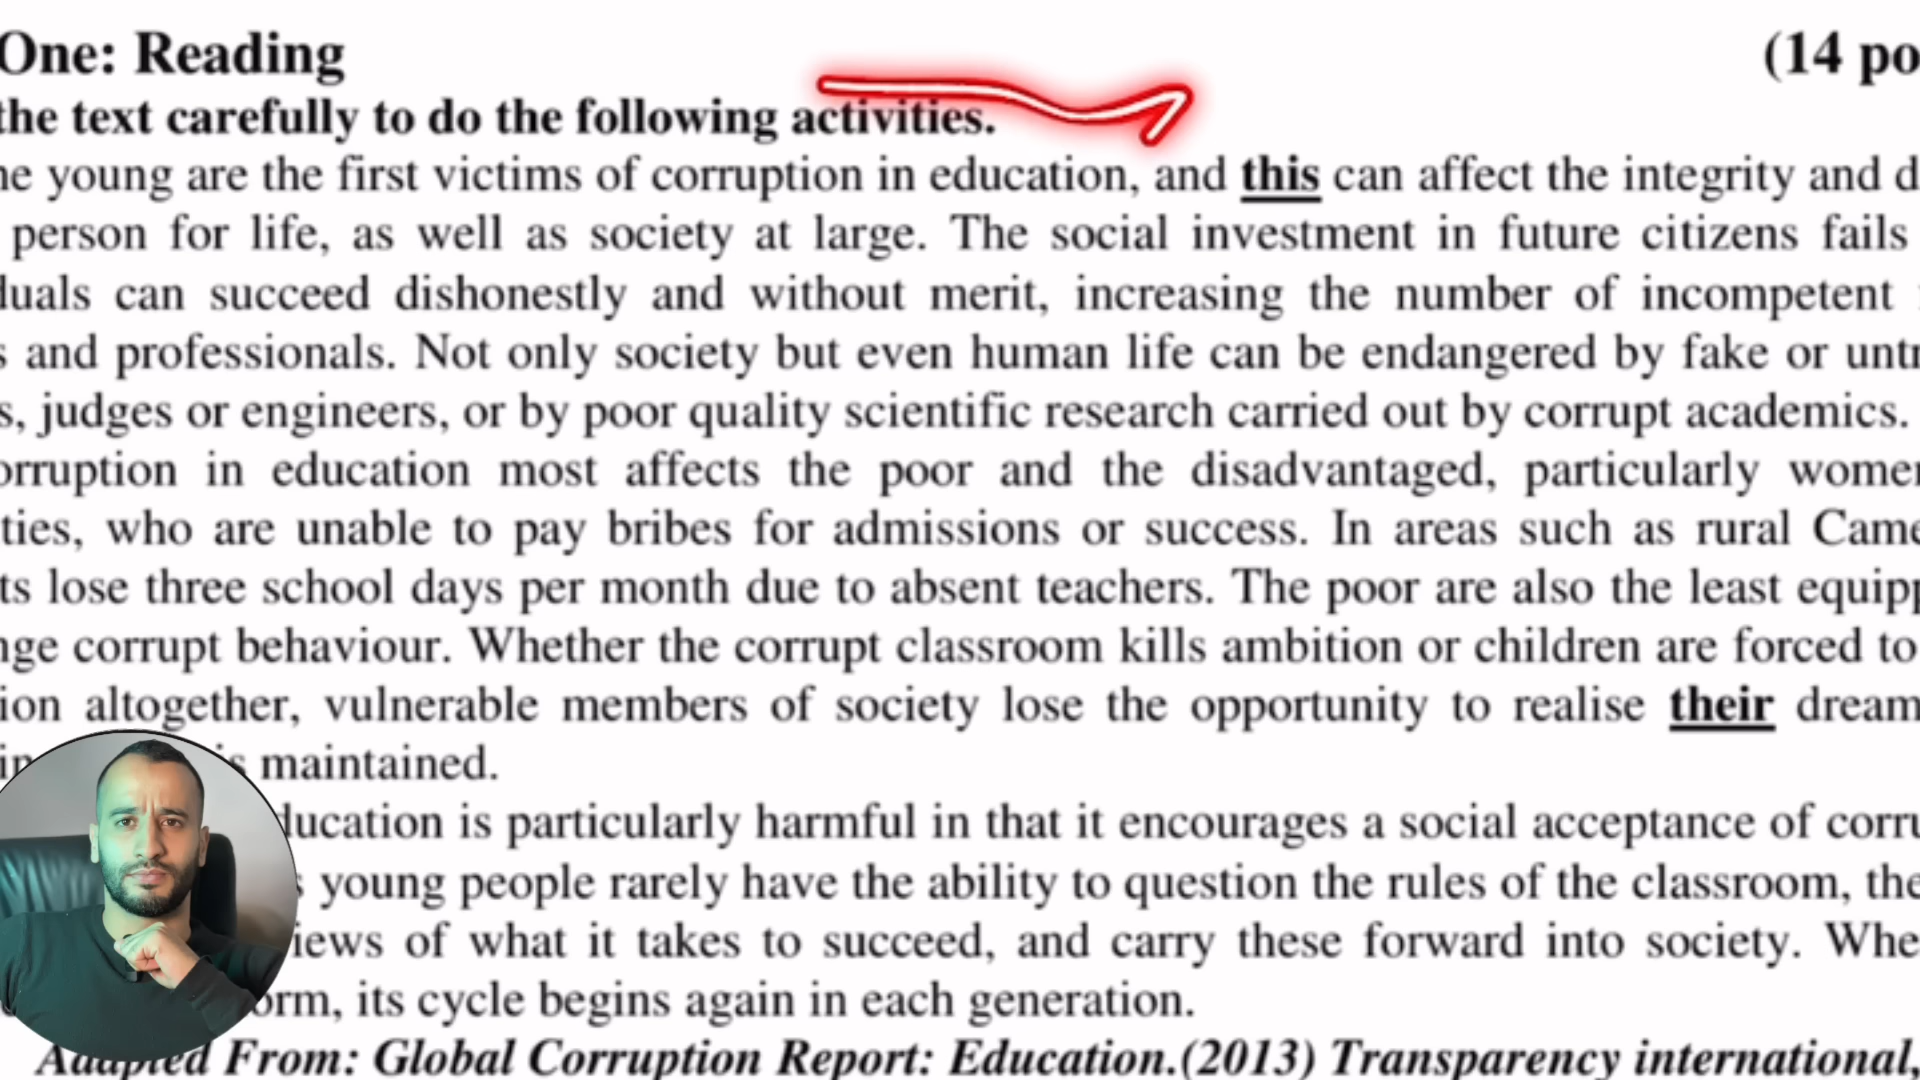 One: Reading (14 po
the text carefully to do the following activities.
he young are the first victims of corruption in education, and this can affect the integrity and d
person for life, as well as society at large. The social investment in future citizens fails
duals can succeed dishonestly and without merit, increasing the number of incompetent
s and professionals. Not only society but even human life can be endangered by fake or untr
s, judges or engineers, or by poor quality scientific research carried out by corrupt academics.
orruption in education most affects the poor and the disadvantaged, particularly women
ties, who are unable to pay bribes for admissions or success. In areas such as rural Came
ts lose three school days per month due to absent teachers. The poor are also the least equipp
nge corrupt behaviour. Whether the corrupt classroom kills ambition or children are forced to
ion altogether, vulnerable members of society lose the opportunity to realise their dream
in s maintained.
ducation is particularly harmful in that it encourages a social acceptance of corru
s young people rarely have the ability to question the rules of the classroom, the
iews of what it takes to succeed, and carry these forward into society. Whe
orm, its cycle begins again in each generation.
Adapted From: Global Corruption Report: Education.(2013) Transparency international,